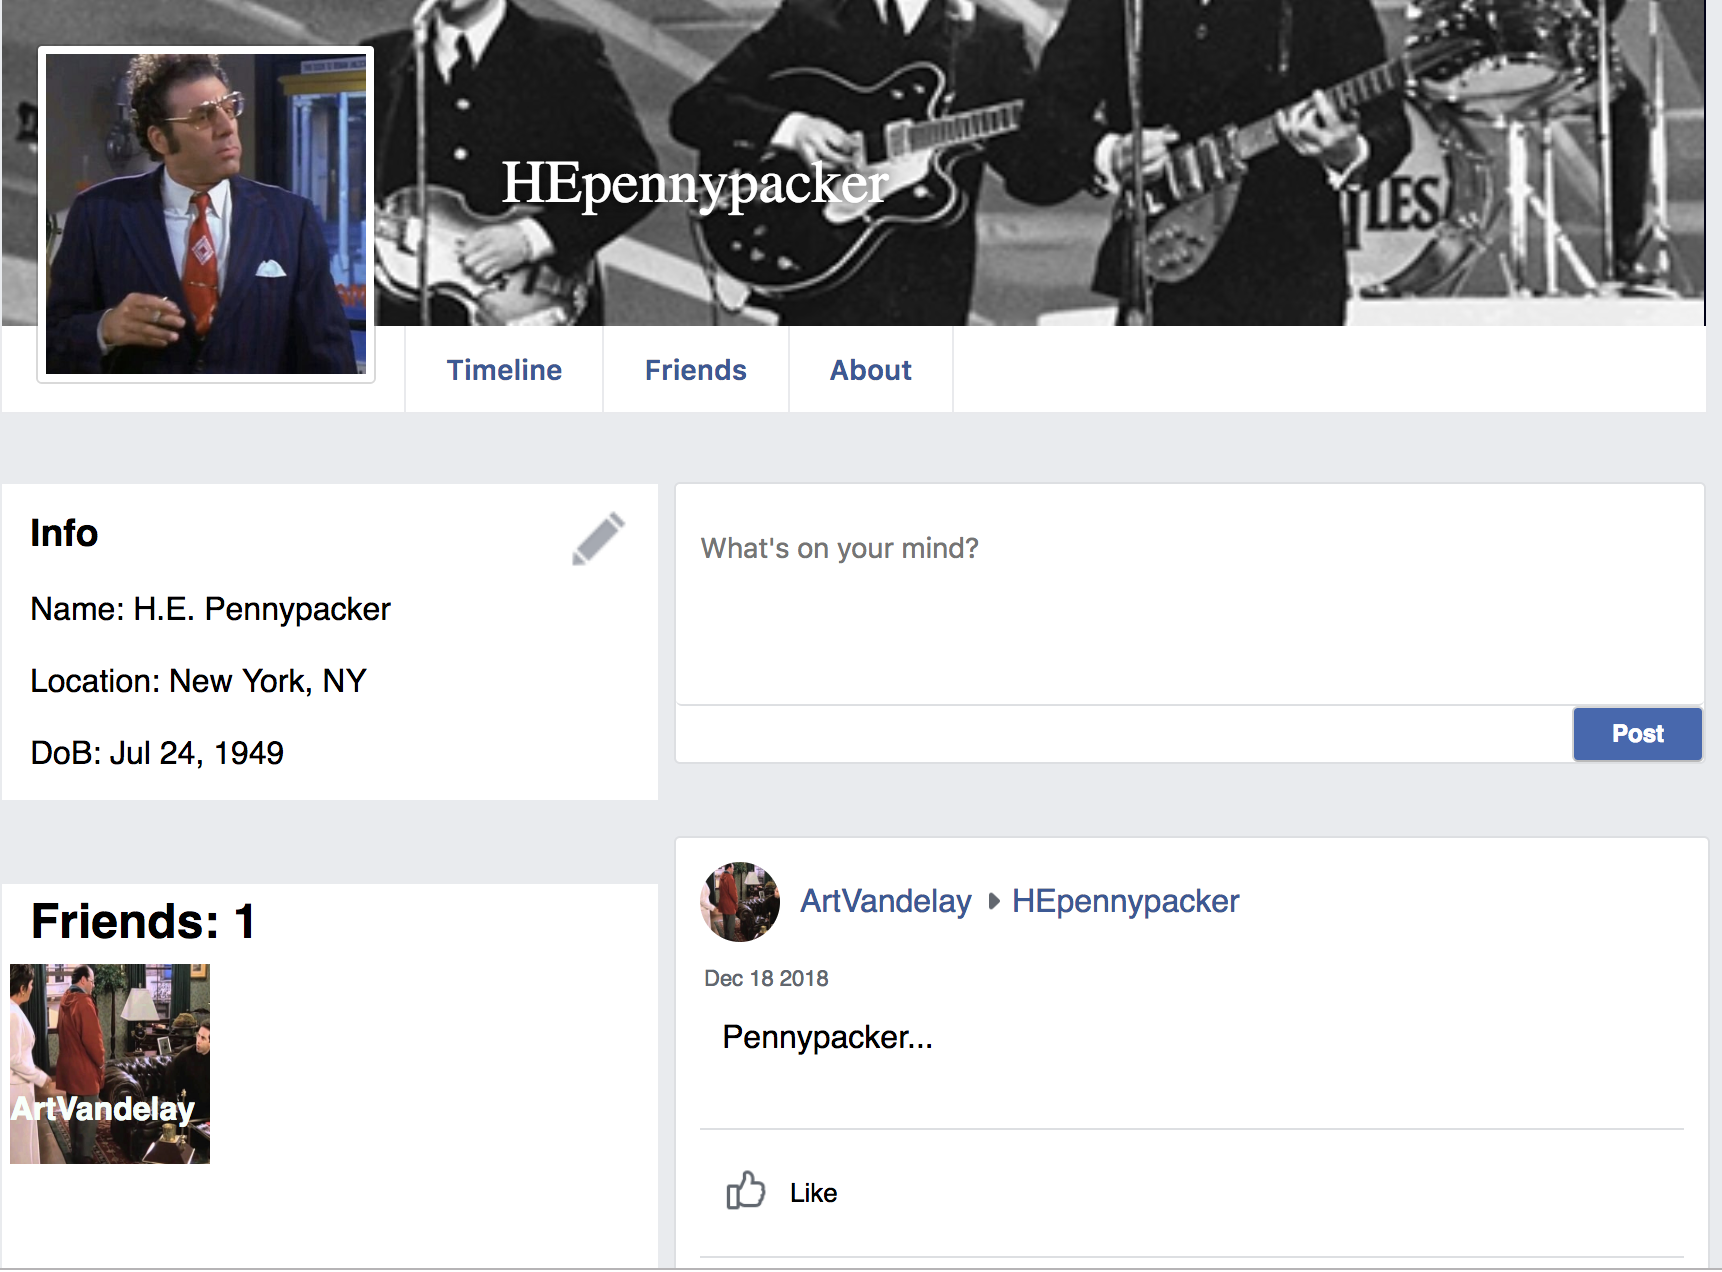 HEpennypacker
TLES
Timeline
Friends
About
Info
Name: H.E. Pennypacker
Location: New York, NY
DoB: Jul 24, 1949
What's on your mind?
Post
Friends: 1
ArtVandelay
ArtVandelay ▸ HEpennypacker
Dec 18 2018
Pennypacker...
Like